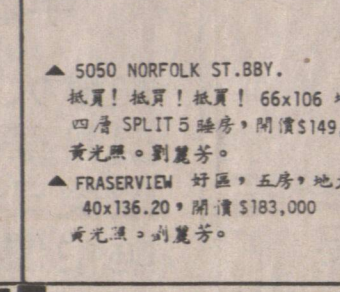 ▲ 5050 NORFOLK ST.BBY.
抵買! 抵買! 抵買! 66x106
四層 SPLIT 5 睡房，開價$149,
黃光照。劉麗芳。
▲ FRASERVIEW 好區，五房，地
40x136.20，開價 $183,000
黃光照。劉麗芳。